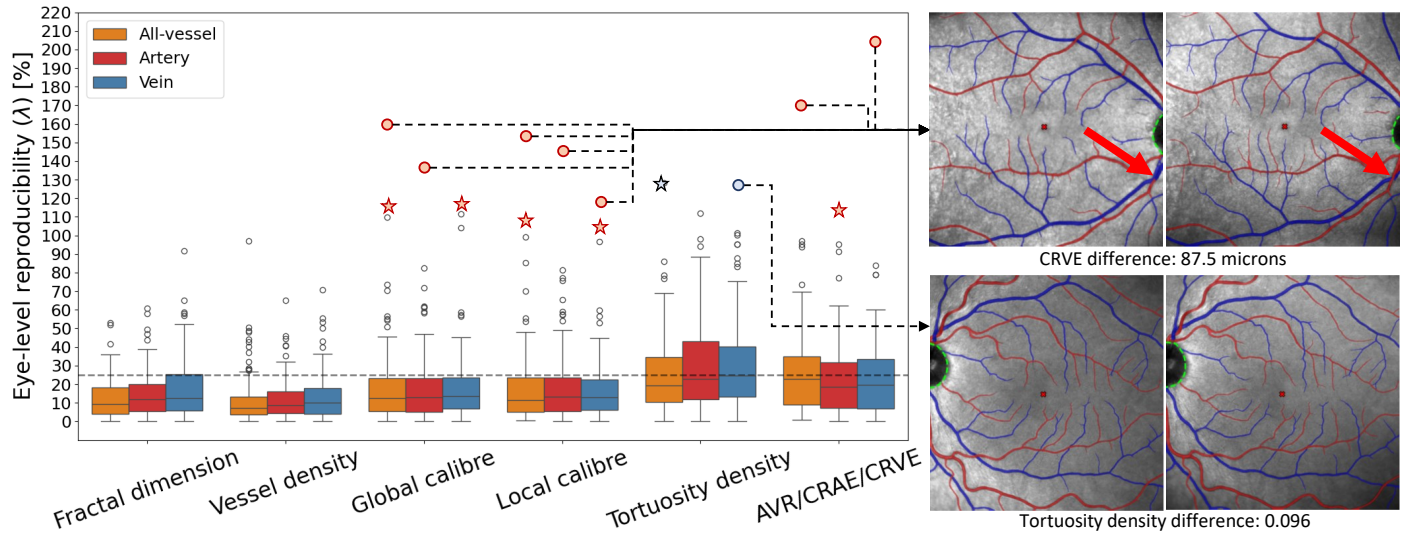 Eye-level reproducibility (λ) [%]
220
210
200
190
180
170
160
150
140
130
120
110
100
90
80
70
60
50
40
30
20
10
0
All-vessel
Artery
Vein
Fractal dimension
Vessel density
Global calibre
Local calibre
Tortuosity density
AVR/CRAE/CRVE
CRVE difference: 87.5 microns
Tortuosity density difference: 0.096